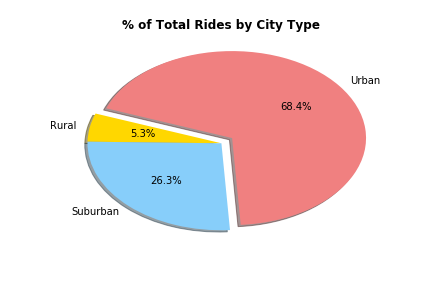 % of Total Rides by City Type
Urban
68.4%
Rural
5.3%
26.3%
Suburban